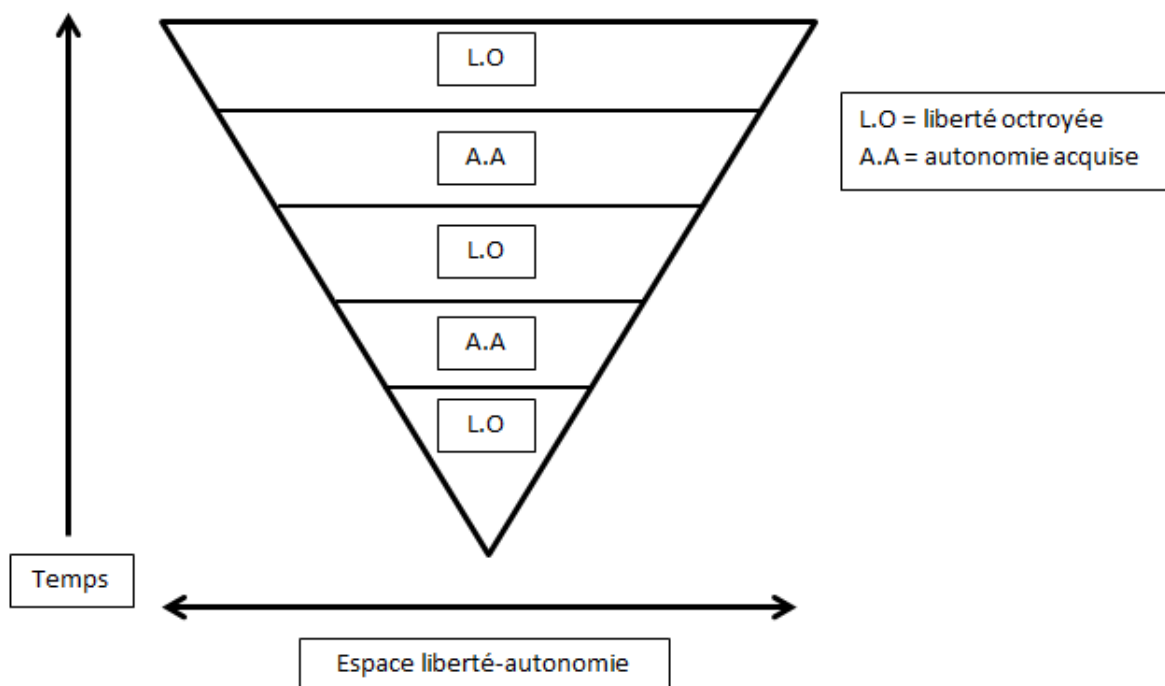 L.O
L.O = liberté octroyée
A.A = autonomie acquise
A.A
L.O
A.A
L.O
Temps
Espace liberté-autonomie